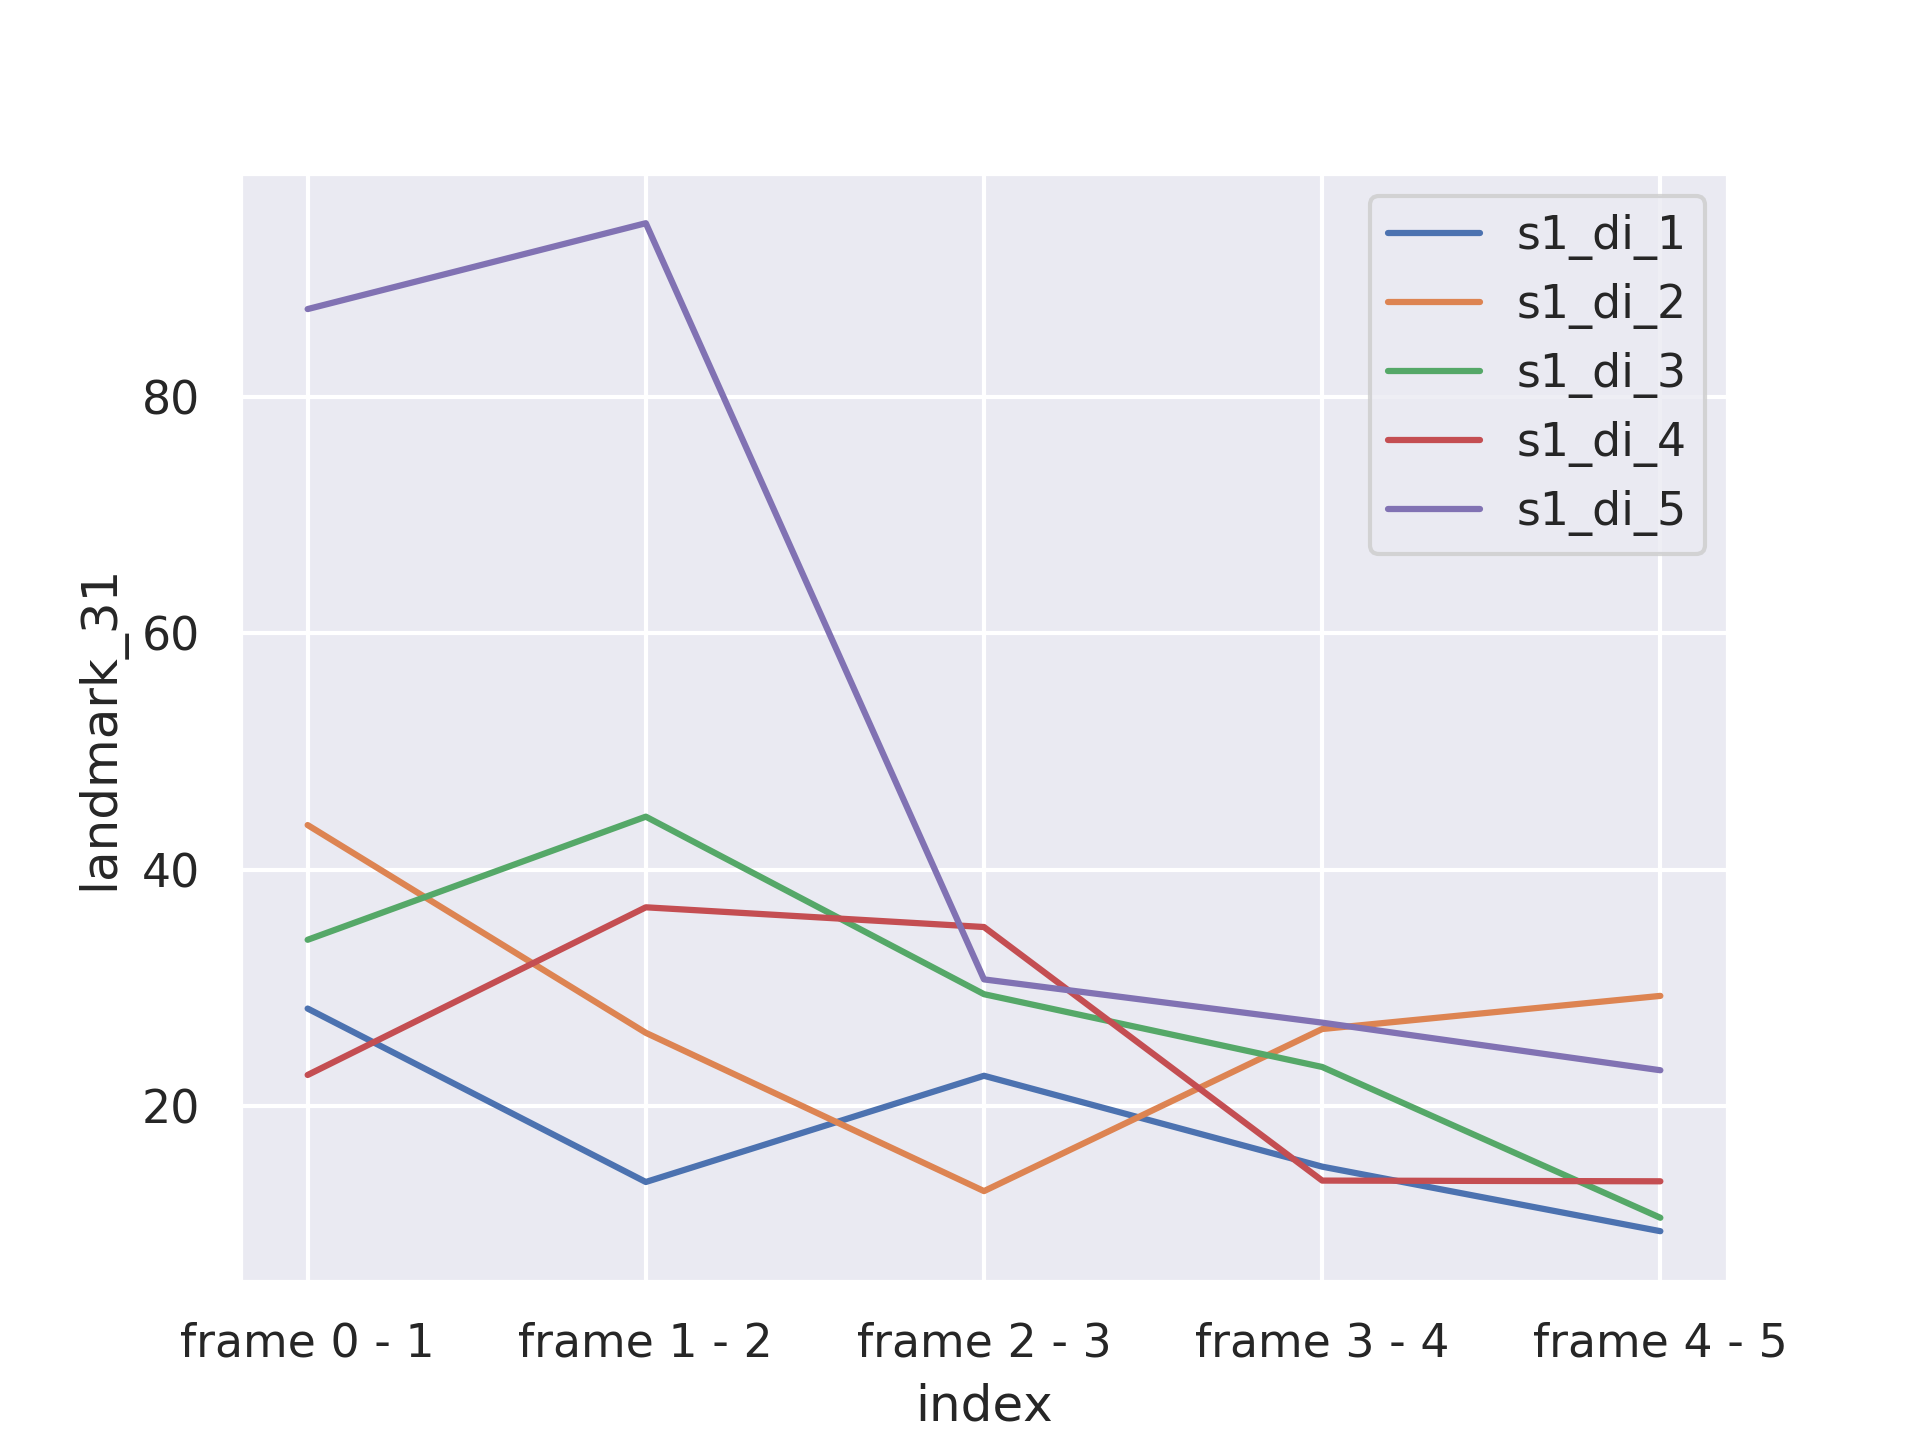 s1_di_1
s1_di_2
s1_di_3
s1_di_4
s1_di_5
80
60
40
20
landmark_31
frame 0 - 1 frame 1 - 2 frame 2 - 3 frame 3 - 4 frame 4 - 5
index